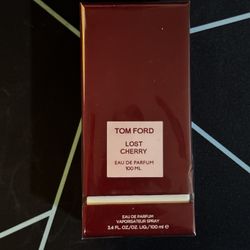 TOM FORD
LOST
CHERRY
EAU DE PARFUM
100 ML
EAU DE PARFUM
VAPORISATEUR SPRAY
3.4 FL.OZ./OZ. LIQ./100 ml ℮